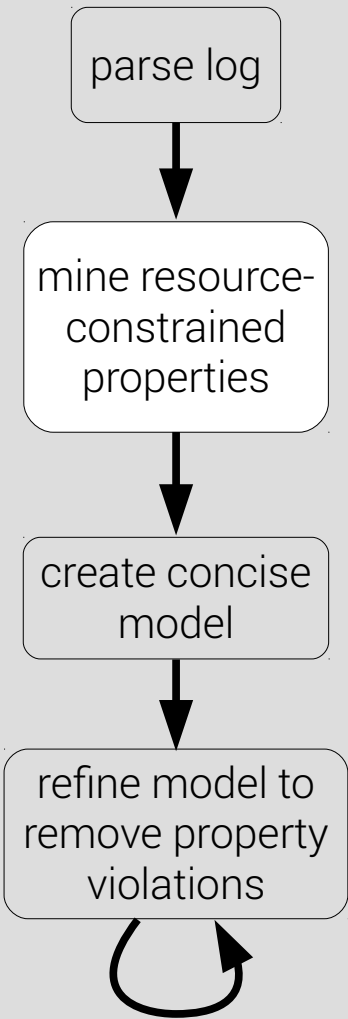 parse log
mine resource-
constrained
properties
create concise
model
refine model to
remove property
violations